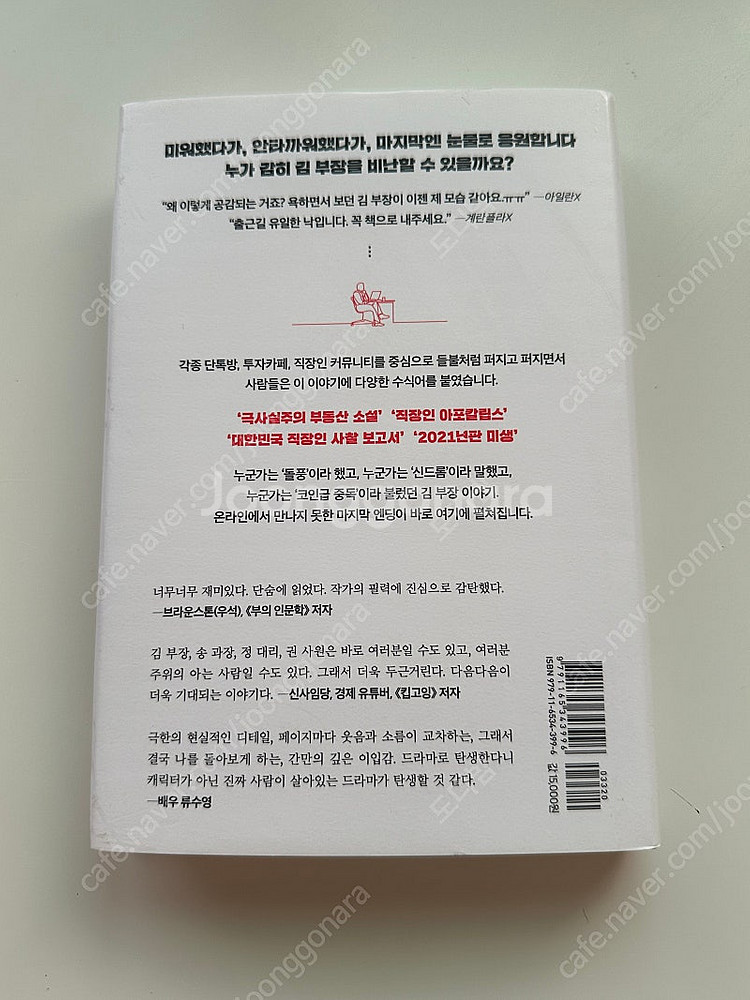 미워했다가, 안타까워했다가, 마지막엔 눈물로 응원합니다
누가 감히 김 부장을 비난할 수 있을까요?
“왜 이렇게 공감되는 거죠? 욕하면서 보던 김 부장이 이젠 제 모습 같아요.ㅠㅠ” —아일란X
“출근길 유일한 낙입니다. 꼭 책으로 내주세요.” —계란플라X
각종 단톡방, 투자카페, 직장인 커뮤니티를 중심으로 들불처럼 퍼지고 퍼지면서
사람들은 이 이야기에 다양한 수식어를 붙였습니다.
‘극사실주의 부동산 소설’ ‘직장인 아포칼립스’
‘대한민국 직장인 사찰 보고서’ ‘2021년판 미생’
누군가는 ‘돌풍’이라 했고, 누군가는 ‘신드롬’이라 말했고,
누군가는 ‘코인급 중독’이라 불렀던 김 부장 이야기.
온라인에서 만나지 못한 마지막 엔딩이 바로 여기에 펼쳐집니다.
너무너무 재미있다. 단숨에 읽었다. 작가의 필력에 진심으로 감탄했다.
—브라운스톤(우석), 《부의 인문학》 저자
김 부장, 송 과장, 정 대리, 권 사원은 바로 여러분일 수도 있고, 여러분
주위의 아는 사람일 수도 있다. 그래서 더욱 두근거린다. 다음다음이
더욱 기대되는 이야기다. —신사임당, 경제 유튜버, 《킵고잉》 저자
극한의 현실적인 디테일, 페이지마다 웃음과 소름이 교차하는, 그래서
결국 나를 돌아보게 하는, 간만의 깊은 이입감. 드라마로 탄생한다니
캐릭터가 아닌 진짜 사람이 살아있는 드라마가 탄생할 것 같다.
—배우 류수영
9 791165 343996
03320
ISBN 979-11-6534-399-6
값 15,000원
Joonggonara
cafe.naver.com/joonggonara